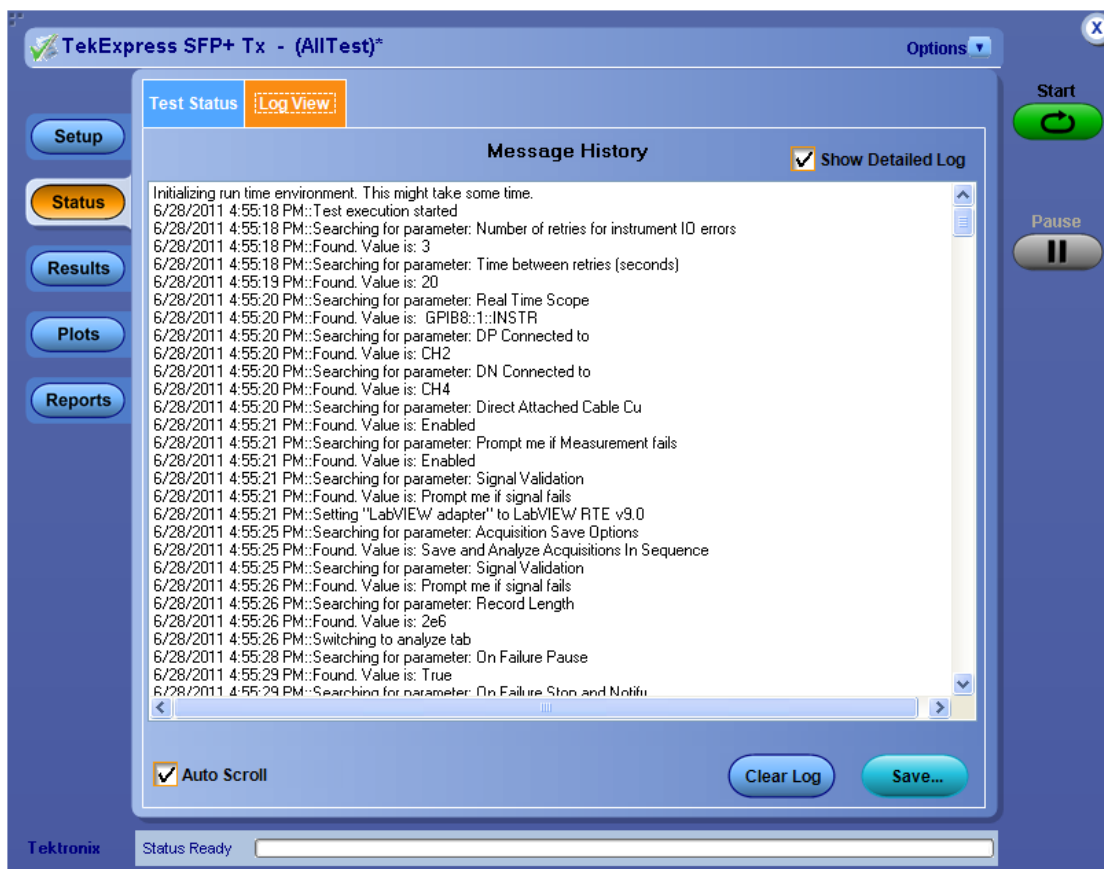 TekExpress SFP+ Tx - (AllTest)*
Options
X
Test Status
Log View
Start
Setup
Message History
Show Detailed Log
Status
Initializing run time environment. This might take some time.
6/28/2011 4:55:18 PM::Test execution started
6/28/2011 4:55:18 PM::Searching for parameter: Number of retries for instrument IO errors
6/28/2011 4:55:18 PM::Found. Value is: 3
6/28/2011 4:55:18 PM::Searching for parameter: Time between retries (seconds)
6/28/2011 4:55:19 PM::Found. Value is: 20
6/28/2011 4:55:20 PM::Searching for parameter: Real Time Scope
6/28/2011 4:55:20 PM::Found. Value is:  GPIB8::1::INSTR
6/28/2011 4:55:20 PM::Searching for parameter: DP Connected to
6/28/2011 4:55:20 PM::Found. Value is: CH2
6/28/2011 4:55:20 PM::Searching for parameter: DN Connected to
6/28/2011 4:55:20 PM::Found. Value is: CH4
6/28/2011 4:55:20 PM::Searching for parameter: Direct Attached Cable Cu
6/28/2011 4:55:21 PM::Found. Value is: Enabled
6/28/2011 4:55:21 PM::Searching for parameter: Prompt me if Measurement fails
6/28/2011 4:55:21 PM::Found. Value is: Enabled
6/28/2011 4:55:21 PM::Searching for parameter: Signal Validation
6/28/2011 4:55:21 PM::Found. Value is: Prompt me if signal fails
6/28/2011 4:55:21 PM::Setting "LabVIEW adapter" to LabVIEW RTE v9.0
6/28/2011 4:55:25 PM::Searching for parameter: Acquisition Save Options
6/28/2011 4:55:25 PM::Found. Value is: Save and Analyze Acquisitions In Sequence
6/28/2011 4:55:25 PM::Searching for parameter: Signal Validation
6/28/2011 4:55:26 PM::Found. Value is: Prompt me if signal fails
6/28/2011 4:55:26 PM::Searching for parameter: Record Length
6/28/2011 4:55:26 PM::Found. Value is: 2e6
6/28/2011 4:55:26 PM::Switching to analyze tab
6/28/2011 4:55:28 PM::Searching for parameter: On Failure Pause
6/28/2011 4:55:29 PM::Found. Value is: True
6/28/2011 4:55:29 PM::Searching for parameter: On Failure Stop and Notify
Pause
Results
Plots
Reports
Auto Scroll
Clear Log
Save...
Tektronix
Status Ready